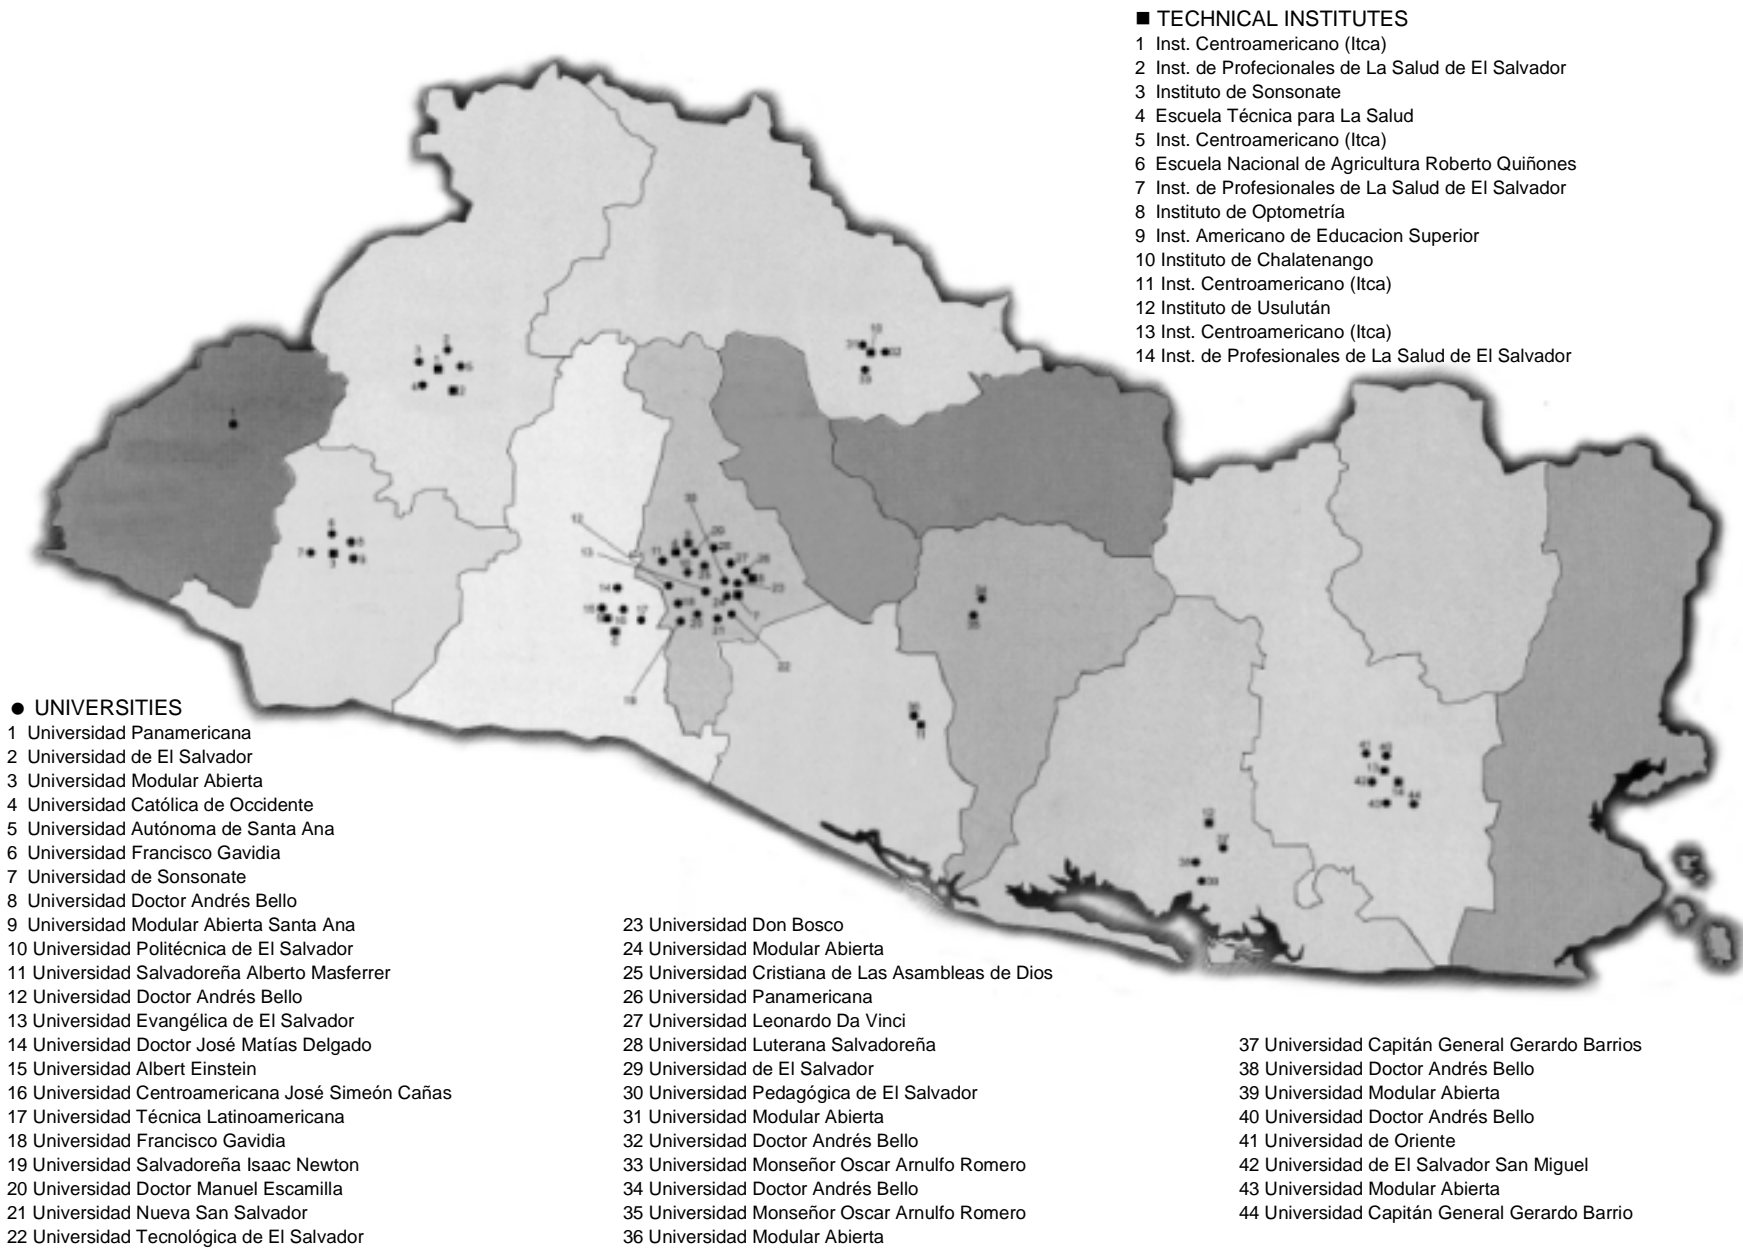 ■ TECHNICAL INSTITUTES
1 Inst. Centroamericano (Itca)
2 Inst. de Profecionales de La Salud de El Salvador
3 Instituto de Sonsonate
4 Escuela Técnica para La Salud
5 Inst. Centroamericano (Itca)
6 Escuela Nacional de Agricultura Roberto Quiñones
7 Inst. de Profesionales de La Salud de El Salvador
8 Instituto de Optometría
9 Inst. Americano de Educacion Superior
10 Instituto de Chalatenango
11 Inst. Centroamericano (Itca)
12 Instituto de Usulután
13 Inst. Centroamericano (Itca)
14 Inst. de Profesionales de La Salud de El Salvador
● UNIVERSITIES
1 Universidad Panamericana
2 Universidad de El Salvador
3 Universidad Modular Abierta
4 Universidad Católica de Occidente
5 Universidad Autónoma de Santa Ana
6 Universidad Francisco Gavidia
7 Universidad de Sonsonate
8 Universidad Doctor Andrés Bello
9 Universidad Modular Abierta Santa Ana
10 Universidad Politécnica de El Salvador
11 Universidad Salvadoreña Alberto Masferrer
12 Universidad Doctor Andrés Bello
13 Universidad Evangélica de El Salvador
14 Universidad Doctor José Matías Delgado
15 Universidad Albert Einstein
16 Universidad Centroamericana José Simeón Cañas
17 Universidad Técnica Latinoamericana
18 Universidad Francisco Gavidia
19 Universidad Salvadoreña Isaac Newton
20 Universidad Doctor Manuel Escamilla
21 Universidad Nueva San Salvador
22 Universidad Tecnológica de El Salvador
23 Universidad Don Bosco
24 Universidad Modular Abierta
25 Universidad Cristiana de Las Asambleas de Dios
26 Universidad Panamericana
27 Universidad Leonardo Da Vinci
28 Universidad Luterana Salvadoreña
29 Universidad de El Salvador
30 Universidad Pedagógica de El Salvador
31 Universidad Modular Abierta
32 Universidad Doctor Andrés Bello
33 Universidad Monseñor Oscar Arnulfo Romero
34 Universidad Doctor Andrés Bello
35 Universidad Monseñor Oscar Arnulfo Romero
36 Universidad Modular Abierta
37 Universidad Capitán General Gerardo Barrios
38 Universidad Doctor Andrés Bello
39 Universidad Modular Abierta
40 Universidad Doctor Andrés Bello
41 Universidad de Oriente
42 Universidad de El Salvador San Miguel
43 Universidad Modular Abierta
44 Universidad Capitán General Gerardo Barrio